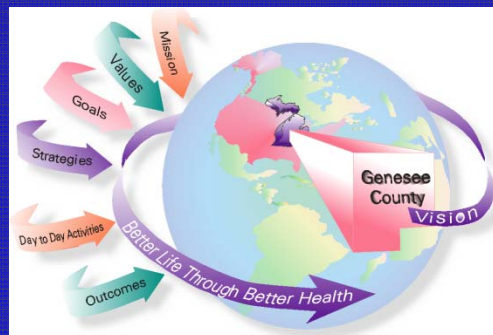 Mission
Values
Goals
Strategies
Day to Day Activities
Outcomes
Genesee
County
Vision
Better Life Through Better Health